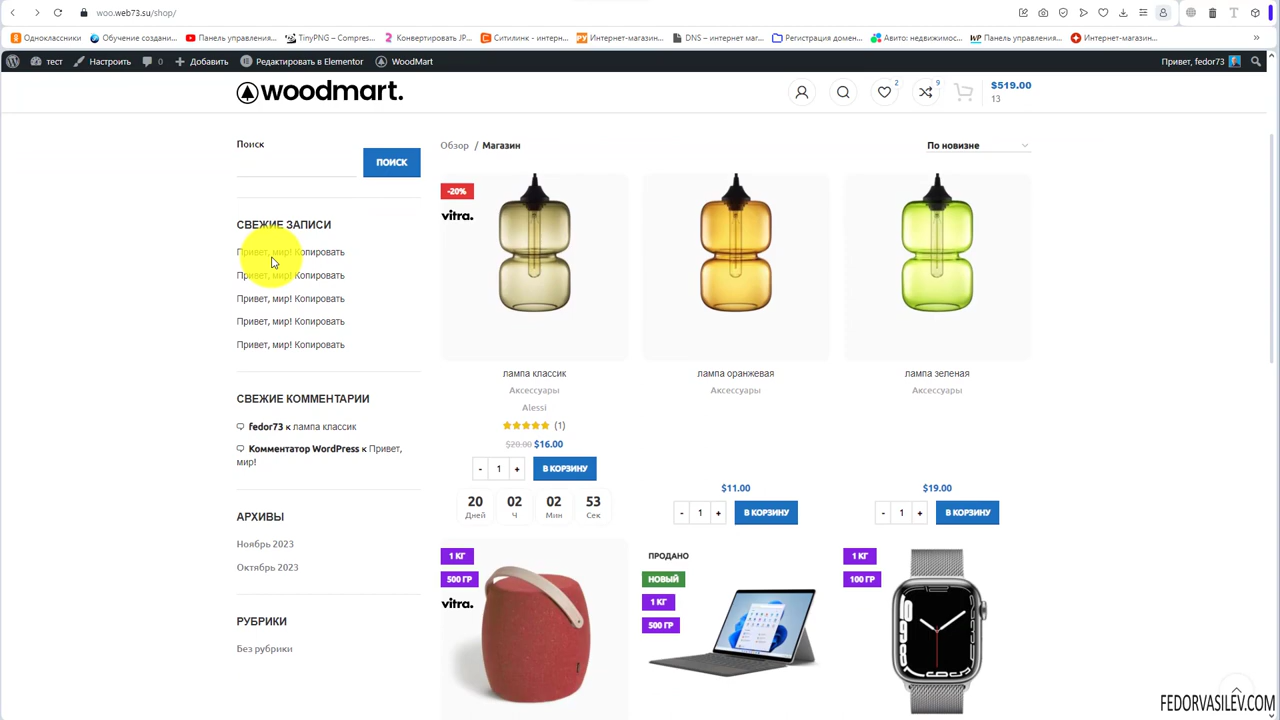 woo.web73.su/shop/
Одноклассники
Обучение создани...
Панель управления...
TinyPNG – Compres...
Конвертировать JP...
Ситилинк - интерн...
Интернет-магазин...
DNS – интернет маг...
Регистрация домен...
Авито: недвижимос...
Панель управления...
Интернет-магазин...
тест
Настроить
0
Добавить
Редактировать в Elementor
WoodMart
Привет, fedor73
woodmart.
2
9
$519.00
13
Поиск
ПОИСК
СВЕЖИЕ ЗАПИСИ
Привет, мир! Копировать
Привет, мир! Копировать
Привет, мир! Копировать
Привет, мир! Копировать
Привет, мир! Копировать
СВЕЖИЕ КОММЕНТАРИИ
fedor73 к лампа классик
Комментатор WordPress к Привет,
мир!
АРХИВЫ
Ноябрь 2023
Октябрь 2023
РУБРИКИ
Без рубрики
Обзор / Магазин
По новизне
-20%
vitra.
лампа классик
Аксессуары
Alessi
(1)
$20.00 $16.00
- 1 +
В КОРЗИНУ
20 02 02 53
Дней Ч Мин Сек
лампа оранжевая
Аксессуары
$11.00
- 1 +
В КОРЗИНУ
лампа зеленая
Аксессуары
$19.00
- 1 +
В КОРЗИНУ
1 КГ
500 ГР
vitra.
ПРОДАНО
НОВЫЙ
1 КГ
500 ГР
1 КГ
100 ГР
FEDORVASILEV.COM